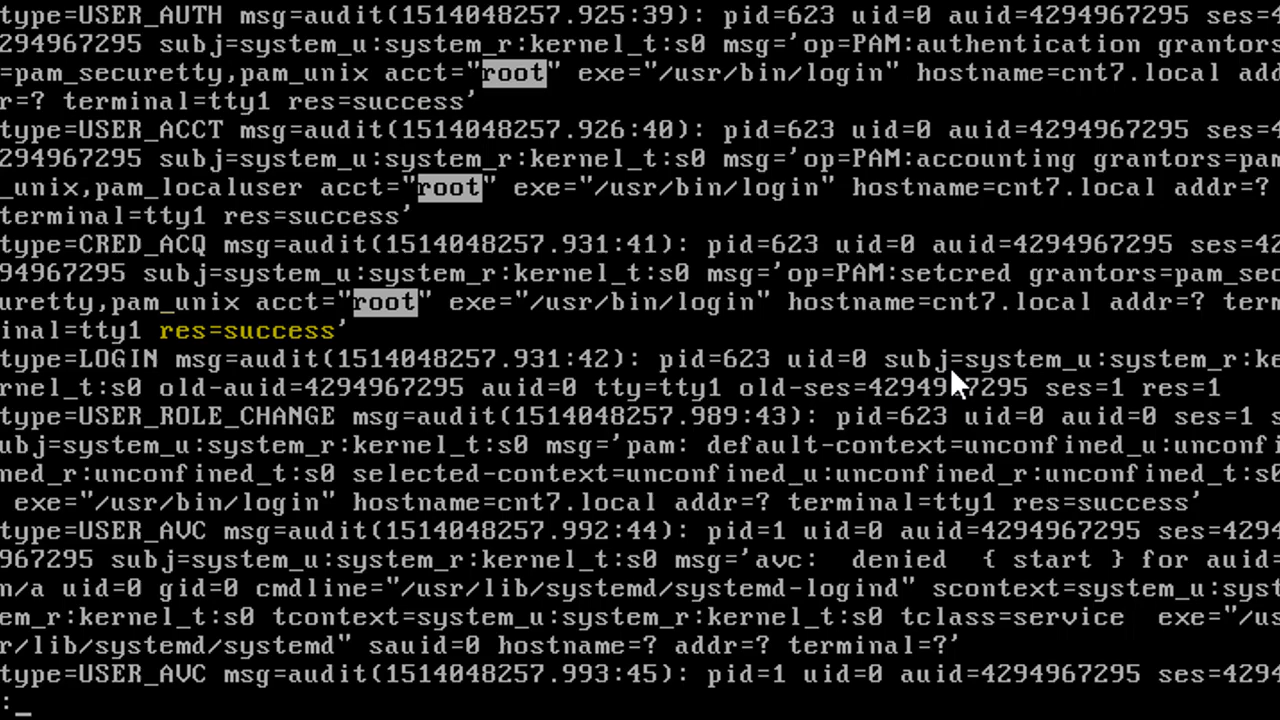 type=USER_AUTH msg=audit(1514048257.925:39): pid=623 uid=0 auid=4294967295 ses=4
294967295 subj=system_u:system_r:kernel_t:s0 msg='op=PAM:authentication grantors
=pam_securetty,pam_unix acct="root" exe="/usr/bin/login" hostname=cnt7.local add
r=? terminal=tty1 res=success'
type=USER_ACCT msg=audit(1514048257.926:40): pid=623 uid=0 auid=4294967295 ses=4
294967295 subj=system_u:system_r:kernel_t:s0 msg='op=PAM:accounting grantors=pam
_unix,pam_localuser acct="root" exe="/usr/bin/login" hostname=cnt7.local addr=?
terminal=tty1 res=success'
type=CRED_ACQ msg=audit(1514048257.931:41): pid=623 uid=0 auid=4294967295 ses=42
94967295 subj=system_u:system_r:kernel_t:s0 msg='op=PAM:setcred grantors=pam_sec
uretty,pam_unix acct="root" exe="/usr/bin/login" hostname=cnt7.local addr=? term
inal=tty1 res=success'
type=LOGIN msg=audit(1514048257.931:42): pid=623 uid=0 subj=system_u:system_r:ke
rnel_t:s0 old-auid=4294967295 auid=0 tty=tty1 old-ses=4294967295 ses=1 res=1
type=USER_ROLE_CHANGE msg=audit(1514048257.989:43): pid=623 uid=0 auid=0 ses=1 s
ubj=system_u:system_r:kernel_t:s0 msg='pam: default-context=unconfined_u:unconfi
ned_r:unconfined_t:s0 selected-context=unconfined_u:unconfined_r:unconfined_t:s0
exe="/usr/bin/login" hostname=cnt7.local addr=? terminal=tty1 res=success'
type=USER_AVC msg=audit(1514048257.992:44): pid=1 uid=0 auid=4294967295 ses=4294
967295 subj=system_u:system_r:kernel_t:s0 msg='avc:  denied  { start } for auid=
n/a uid=0 gid=0 cmdline="/usr/lib/systemd/systemd-logind" scontext=system_u:syst
em_r:kernel_t:s0 tcontext=system_u:system_r:kernel_t:s0 tclass=service  exe="/us
r/lib/systemd/systemd" sauid=0 hostname=? addr=? terminal=?'
type=USER_AVC msg=audit(1514048257.993:45): pid=1 uid=0 auid=4294967295 ses=4294
:_